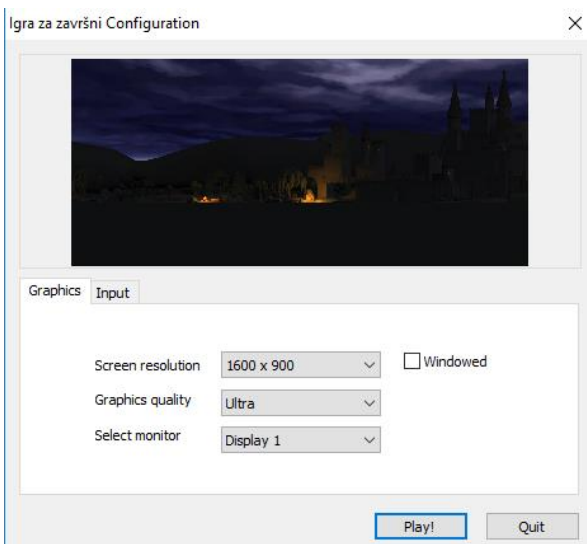 Igra za završni Configuration
Graphics
Input
Screen resolution
1600 x 900
Windowed
Graphics quality
Ultra
Select monitor
Display 1
Play!
Quit